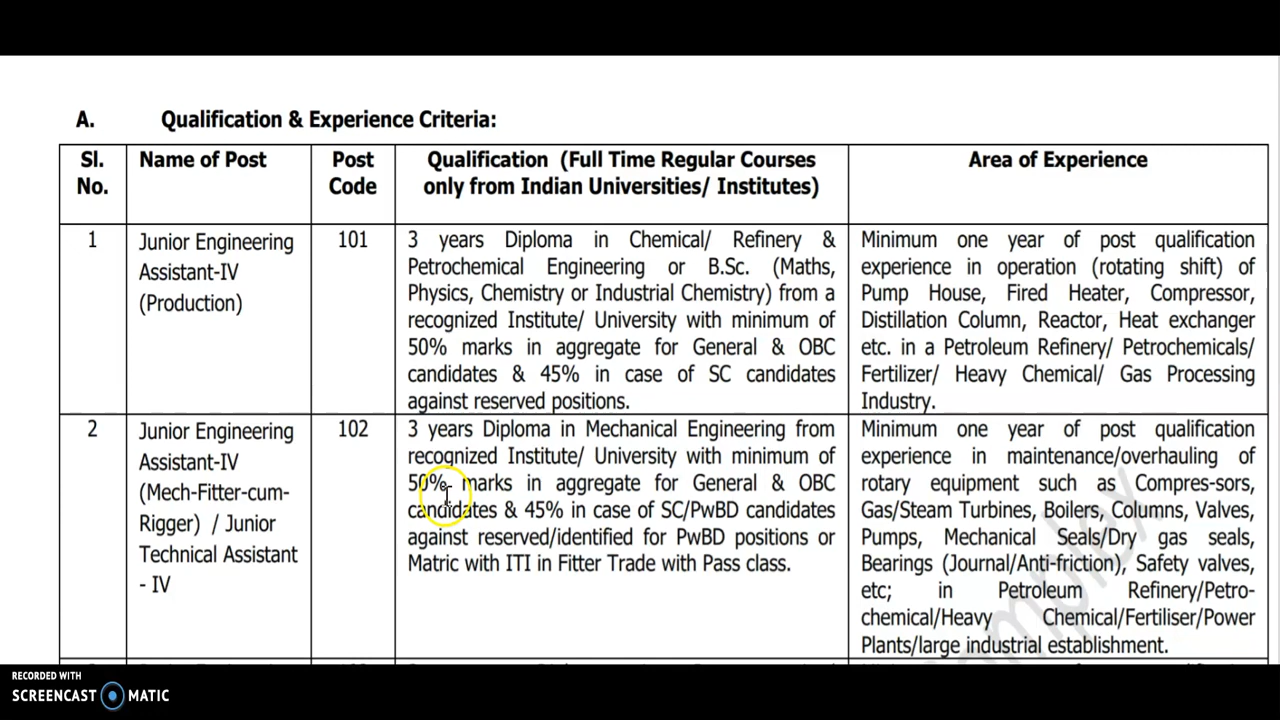 A. Qualification & Experience Criteria:
Sl. No.
Name of Post
Post Code
Qualification (Full Time Regular Courses
only from Indian Universities/ Institutes)
Area of Experience
1
Junior Engineering
Assistant-IV
(Production)
101
3 years Diploma in Chemical/ Refinery &
Petrochemical Engineering or B.Sc. (Maths,
Physics, Chemistry or Industrial Chemistry) from a
recognized Institute/ University with minimum of
50% marks in aggregate for General & OBC
candidates & 45% in case of SC candidates
against reserved positions.
Minimum one year of post qualification
experience in operation (rotating shift) of
Pump House, Fired Heater, Compressor,
Distillation Column, Reactor, Heat exchanger
etc. in a Petroleum Refinery/ Petrochemicals/
Fertilizer/ Heavy Chemical/ Gas Processing
Industry.
2
Junior Engineering
Assistant-IV
(Mech-Fitter-cum-
Rigger) / Junior
Technical Assistant
- IV
102
3 years Diploma in Mechanical Engineering from
recognized Institute/ University with minimum of
50% marks in aggregate for General & OBC
candidates & 45% in case of SC/PwBD candidates
against reserved/identified for PwBD positions or
Matric with ITI in Fitter Trade with Pass class.
Minimum one year of post qualification
experience in maintenance/overhauling of
rotary equipment such as Compres-sors,
Gas/Steam Turbines, Boilers, Columns, Valves,
Pumps, Mechanical Seals/Dry gas seals,
Bearings (Journal/Anti-friction), Safety valves,
etc; in Petroleum Refinery/Petro-
chemical/Heavy Chemical/Fertiliser/Power
Plants/large industrial establishment.
RECORDED WITH
SCREENCAST MATIC